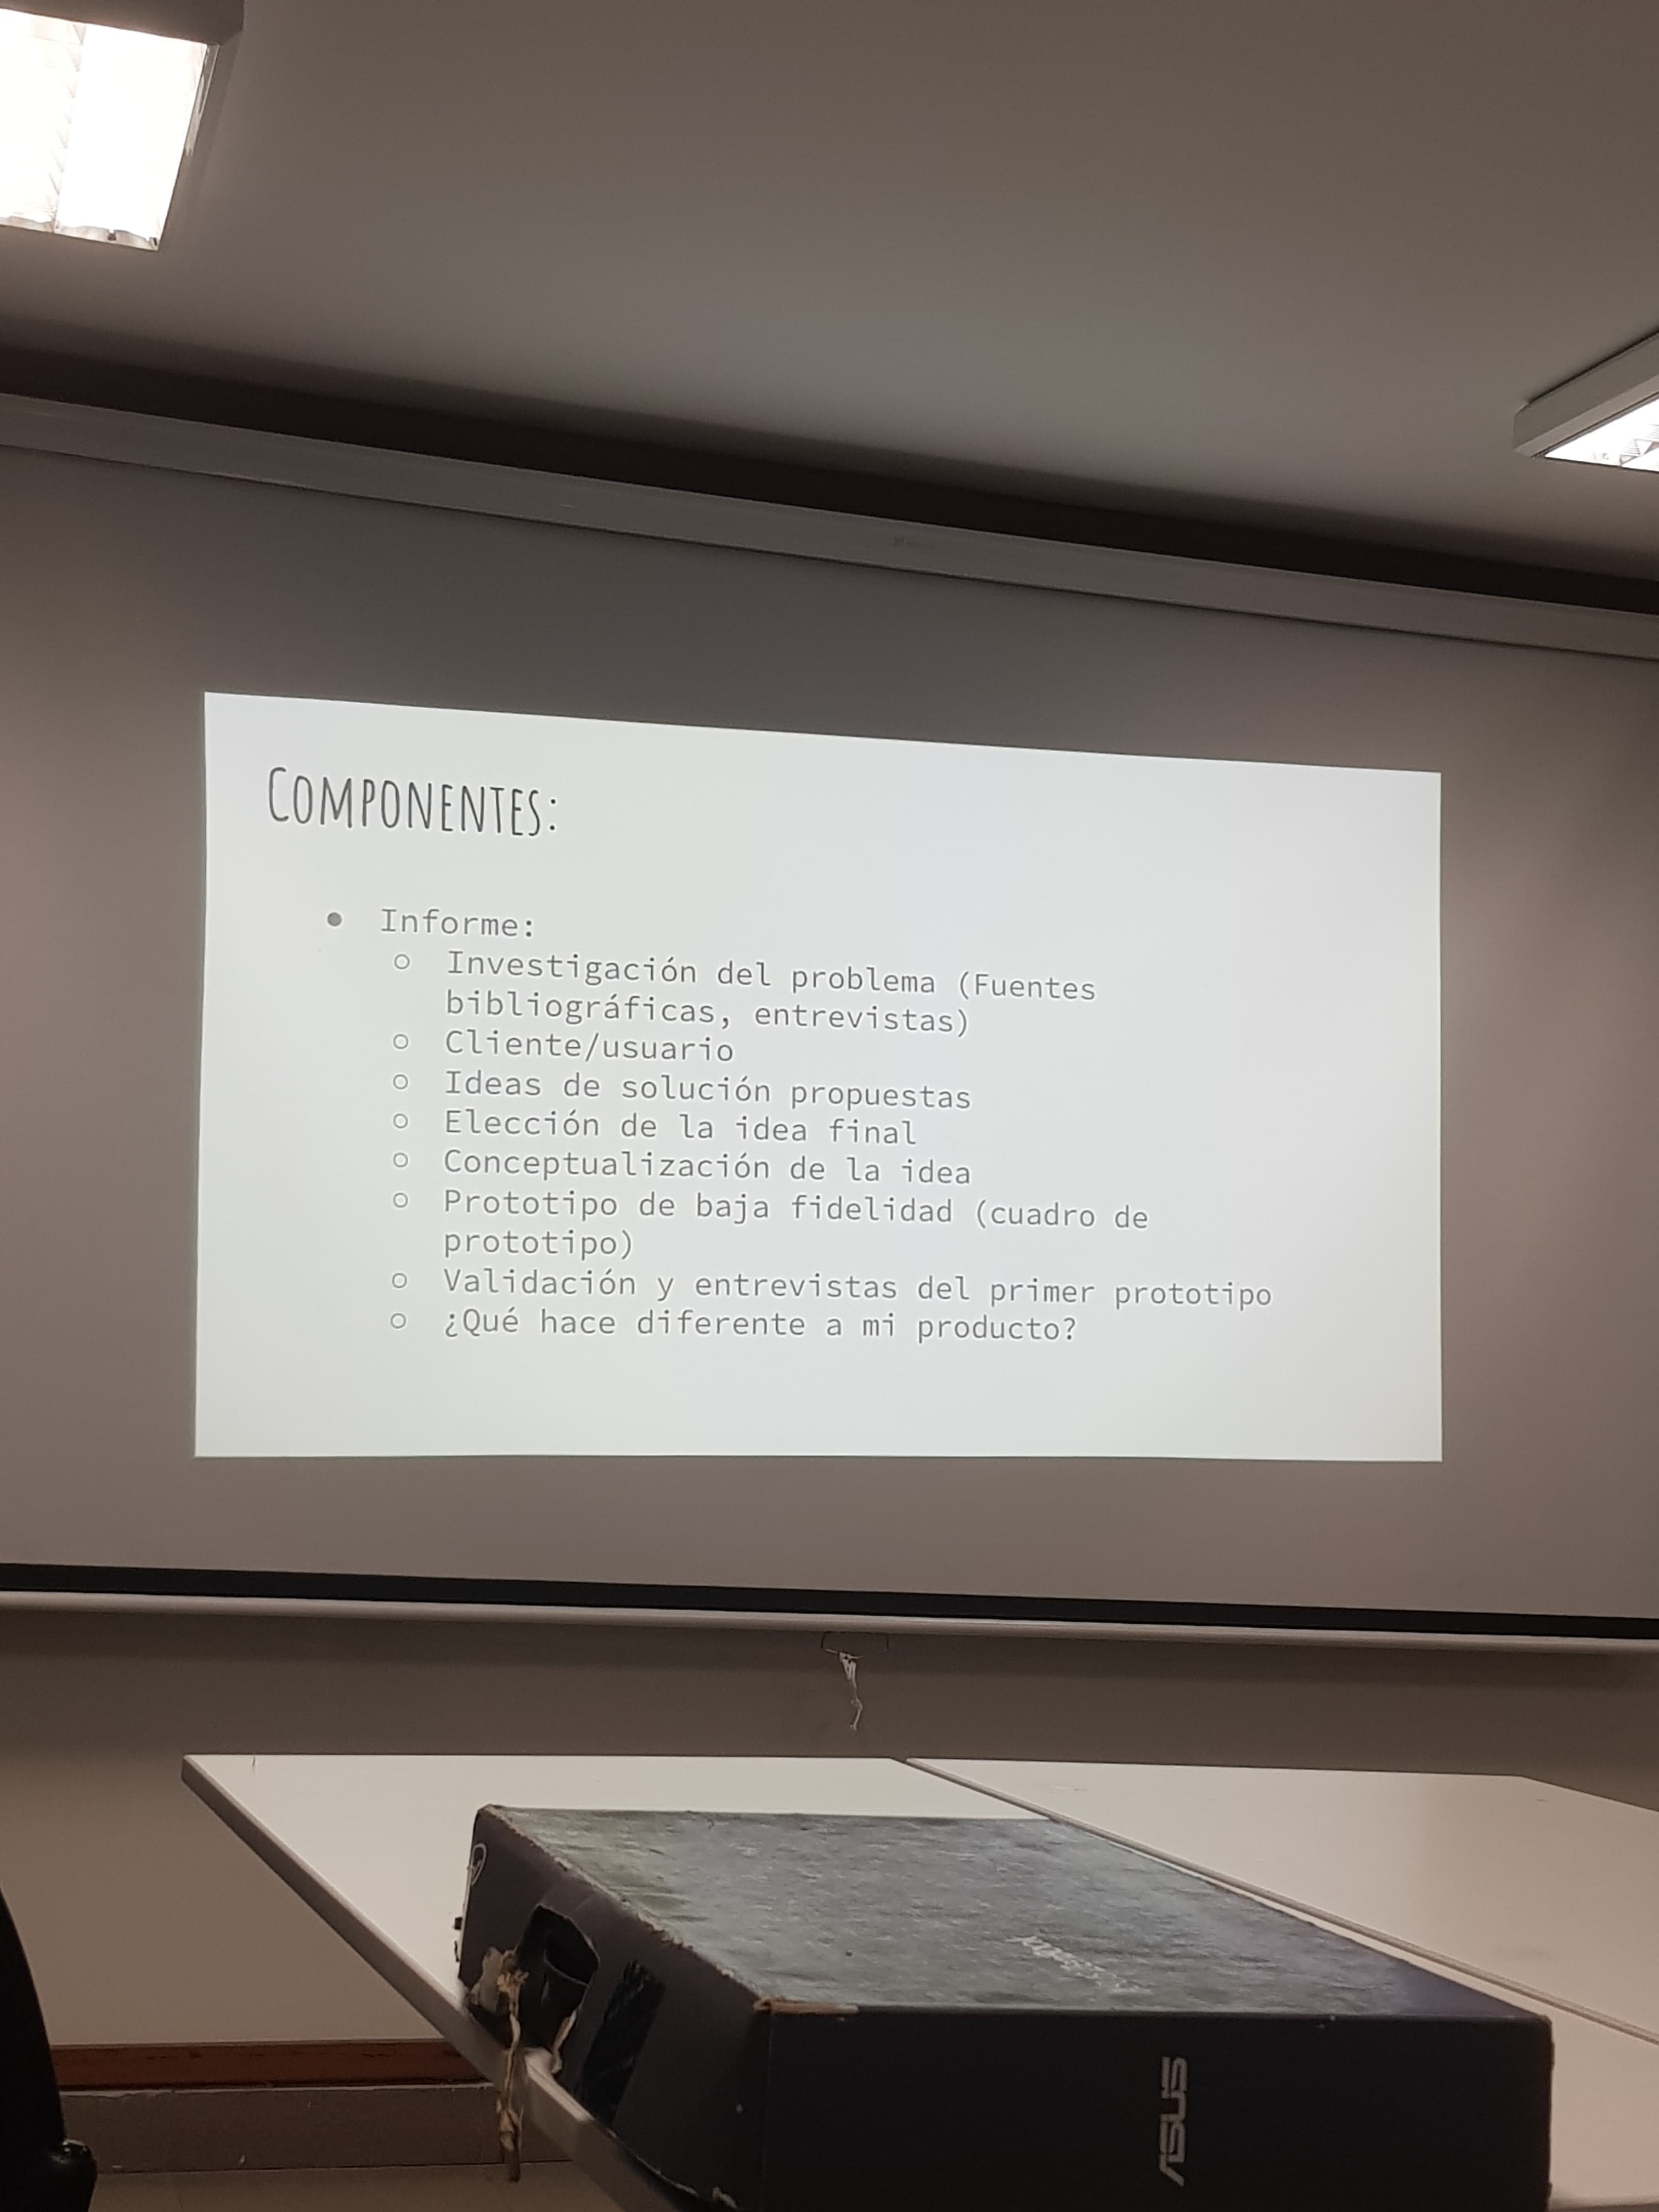 COMPONENTES:
● Informe:
○ Investigación del problema (Fuentes
bibliográficas, entrevistas)
○ Cliente/usuario
○ Ideas de solución propuestas
○ Elección de la idea final
○ Conceptualización de la idea
○ Prototipo de baja fidelidad (cuadro de
prototipo)
○ Validación y entrevistas del primer prototipo
○ ¿Qué hace diferente a mi producto?
ASUS